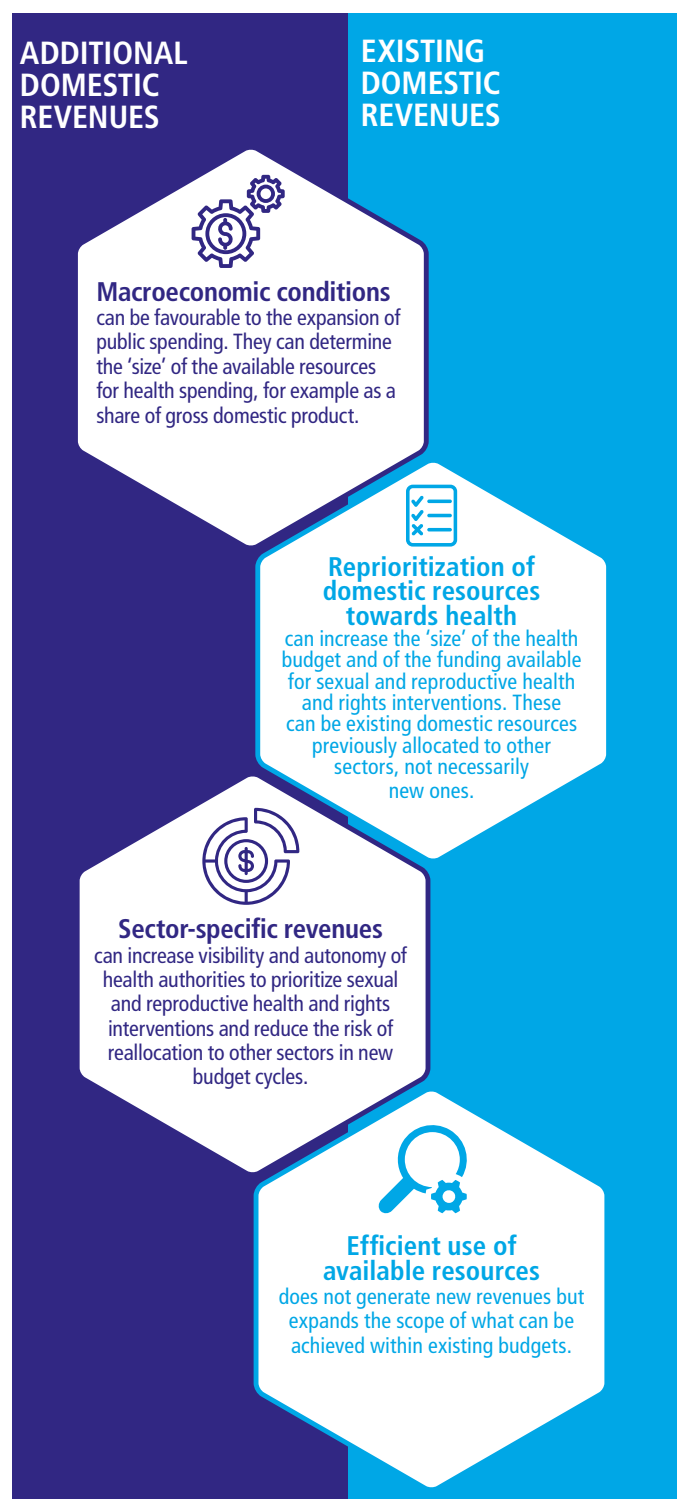 ADDITIONAL
DOMESTIC
REVENUES
EXISTING
DOMESTIC
REVENUES
$
Macroeconomic conditions
can be favourable to the expansion of
public spending. They can determine
the ‘size’ of the available resources
for health spending, for example as a
share of gross domestic product.
Reprioritization of
domestic resources
towards health
can increase the ‘size’ of the health
budget and of the funding available
for sexual and reproductive health
and rights interventions. These
can be existing domestic resources
previously allocated to other
sectors, not necessarily
new ones.
$
Sector-specific revenues
can increase visibility and autonomy of
health authorities to prioritize sexual
and reproductive health and rights
interventions and reduce the risk of
reallocation to other sectors in new
budget cycles.
Efficient use of
available resources
does not generate new revenues but
expands the scope of what can be
achieved within existing budgets.